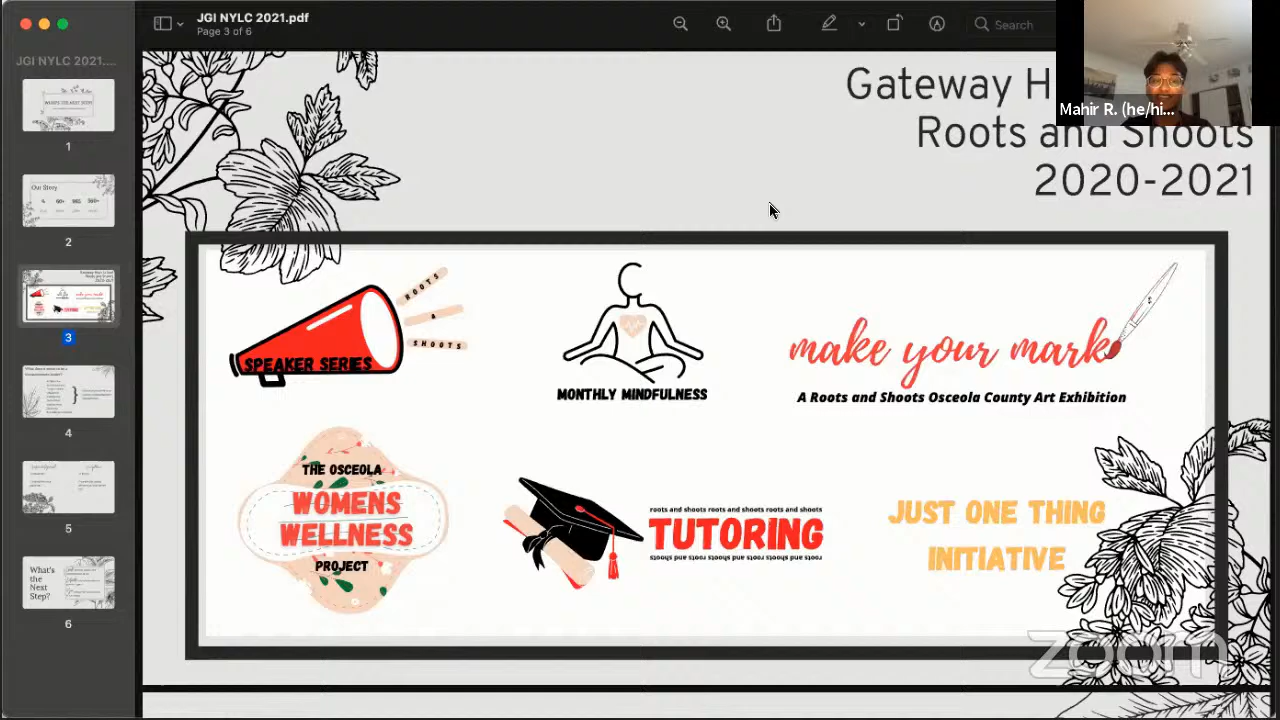 JGI NYLC 2021.pdf
Page 3 of 6
Search
JGI NYLC 2021....
1
Our Story
2
3
4
5
What's
the
Next
Step?
6
Mahir R. (he/hi...
Gateway H
Roots and Shoots
2020-2021
ROOTS
&
SHOOTS
SPEAKER SERIES
MONTHLY MINDFULNESS
make your mark
A Roots and Shoots Osceola County Art Exhibition
THE OSCEOLA
WOMENS
WELLNESS
PROJECT
roots and shoots roots and shoots roots and shoots
TUTORING
roots and shoots roots and shoots roots and shoots
JUST ONE THING
INITIATIVE
zoom